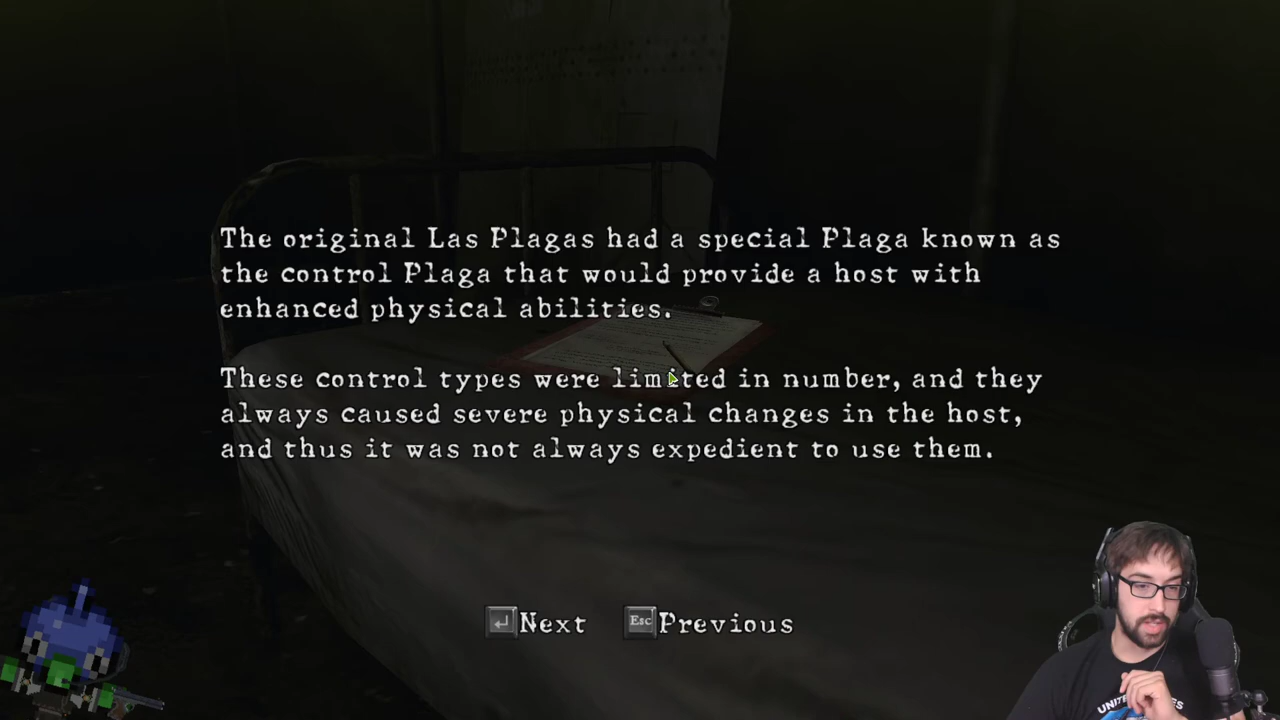 The original Las Plagas had a special Plaga known as
the control Plaga that would provide a host with
enhanced physical abilities.
These control types were limited in number, and they
always caused severe physical changes in the host,
and thus it was not always expedient to use them.
Next
Esc Previous